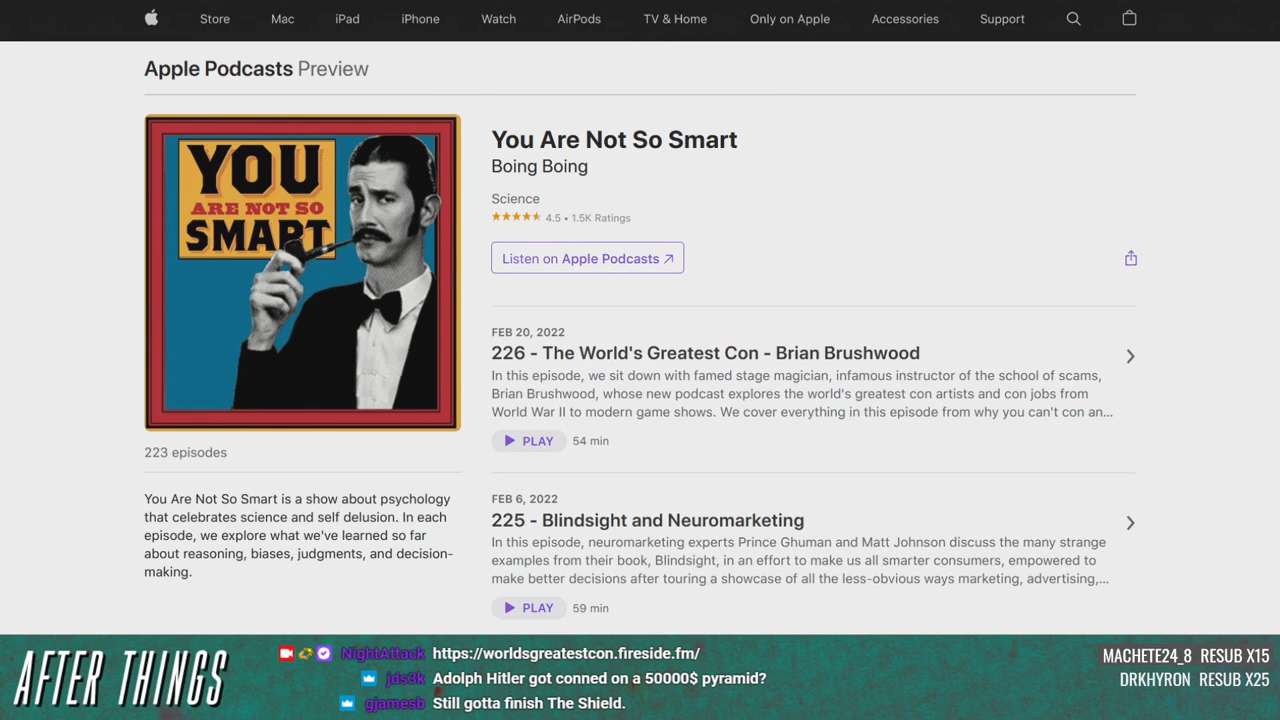 Store Mac iPad iPhone Watch AirPods TV & Home Only on Apple Accessories Support
Apple Podcasts Preview
YOU
ARE NOT SO
SMART
223 episodes
You Are Not So Smart is a show about psychology
that celebrates science and self delusion. In each
episode, we explore what we've learned so far
about reasoning, biases, judgments, and decision-
making.
You Are Not So Smart
Boing Boing
Science
4.5 • 1.5K Ratings
Listen on Apple Podcasts ↗
FEB 20, 2022
226 - The World's Greatest Con - Brian Brushwood
In this episode, we sit down with famed stage magician, infamous instructor of the school of scams,
Brian Brushwood, whose new podcast explores the world's greatest con artists and con jobs from
World War II to modern game shows. We cover everything in this episode from why you can't con an...
PLAY 54 min
FEB 6, 2022
225 - Blindsight and Neuromarketing
In this episode, neuromarketing experts Prince Ghuman and Matt Johnson discuss the many strange
examples from their book, Blindsight, in an effort to make us all smarter consumers, empowered to
make better decisions after touring a showcase of all the less-obvious ways marketing, advertising,...
PLAY 59 min
AFTER THINGS
NightAttack https://worldsgreatestcon.fireside.fm/
jds3k Adolph Hitler got conned on a 50000$ pyramid?
gjamesb Still gotta finish The Shield.
MACHETE24_8 RESUB X15
DRKHYRON RESUB X25